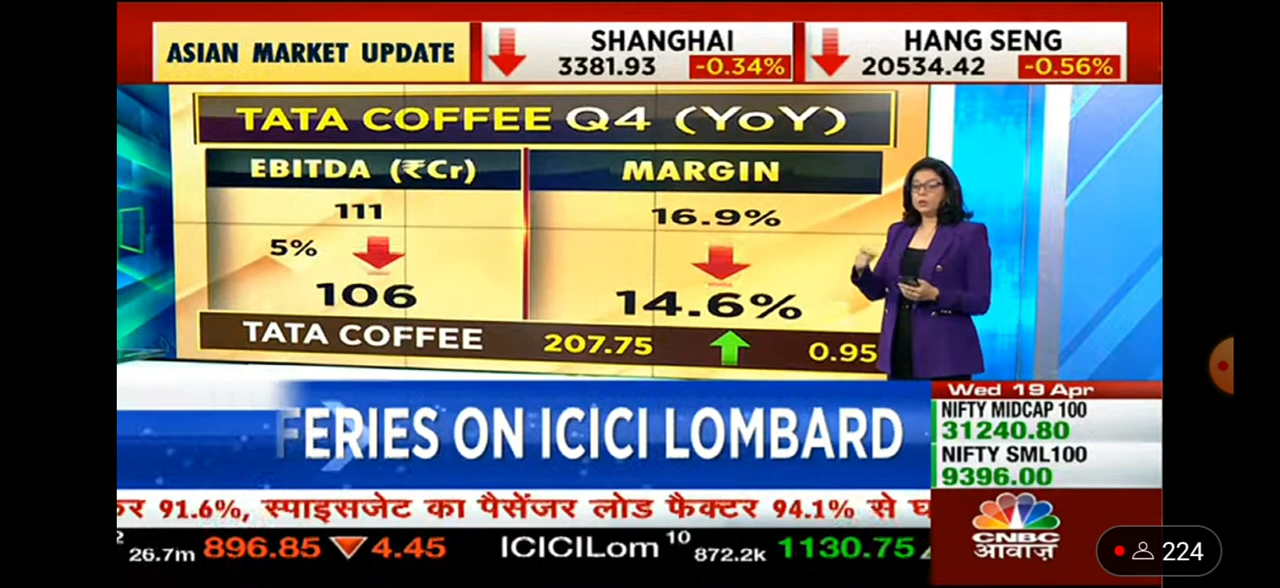 ASIAN MARKET UPDATE
SHANGHAI
3381.93 -0.34%
HANG SENG
20534.42 -0.56%
TATA COFFEE Q4 (YoY)
EBITDA (₹Cr)
MARGIN
111
16.9%
5%
106
14.6%
TATA COFFEE 207.75 0.95
FERIES ON ICICI LOMBARD
Wed 19 Apr
NIFTY MIDCAP 100
31240.80
NIFTY SML100
9396.00
91.6%, स्पाइसजेट का पैसेंजर लोड फैक्टर 94.1% से
26.7m 896.85 4.45 ICICILom 10 872.2k 1130.75
CNBC
आवाज़
224